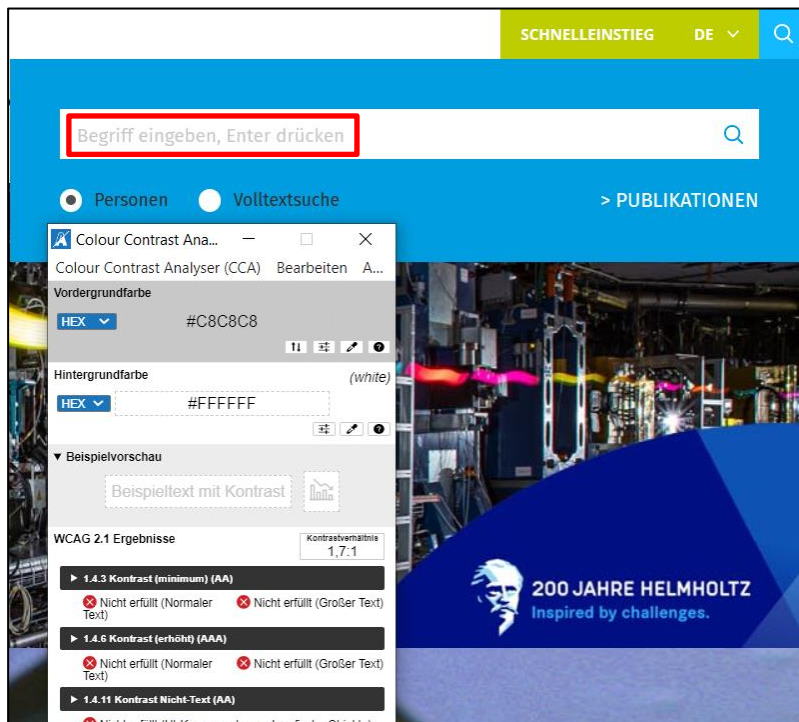 SCHNELLEINSTIEG DE
Begriff eingeben, Enter drücken
Personen Volltextsuche > PUBLIKATIONEN
Colour Contrast Ana...
Colour Contrast Analyser (CCA) Bearbeiten A...
Vordergrundfarbe
HEX #C8C8C8
Hintergrundfarbe (white)
HEX #FFFFFF
▼ Beispielvorschau
Beispieltext mit Kontrast
WCAG 2.1 Ergebnisse Kontrastverhältnis
1,7:1
▶ 1.4.3 Kontrast (minimum) (AA)
Nicht erfüllt (Normaler Text) Nicht erfüllt (Großer Text)
▶ 1.4.6 Kontrast (erhöht) (AAA)
Nicht erfüllt (Normaler Text) Nicht erfüllt (Großer Text)
▶ 1.4.11 Kontrast Nicht-Text (AA)
200 JAHRE HELMHOLTZ
Inspired by challenges.